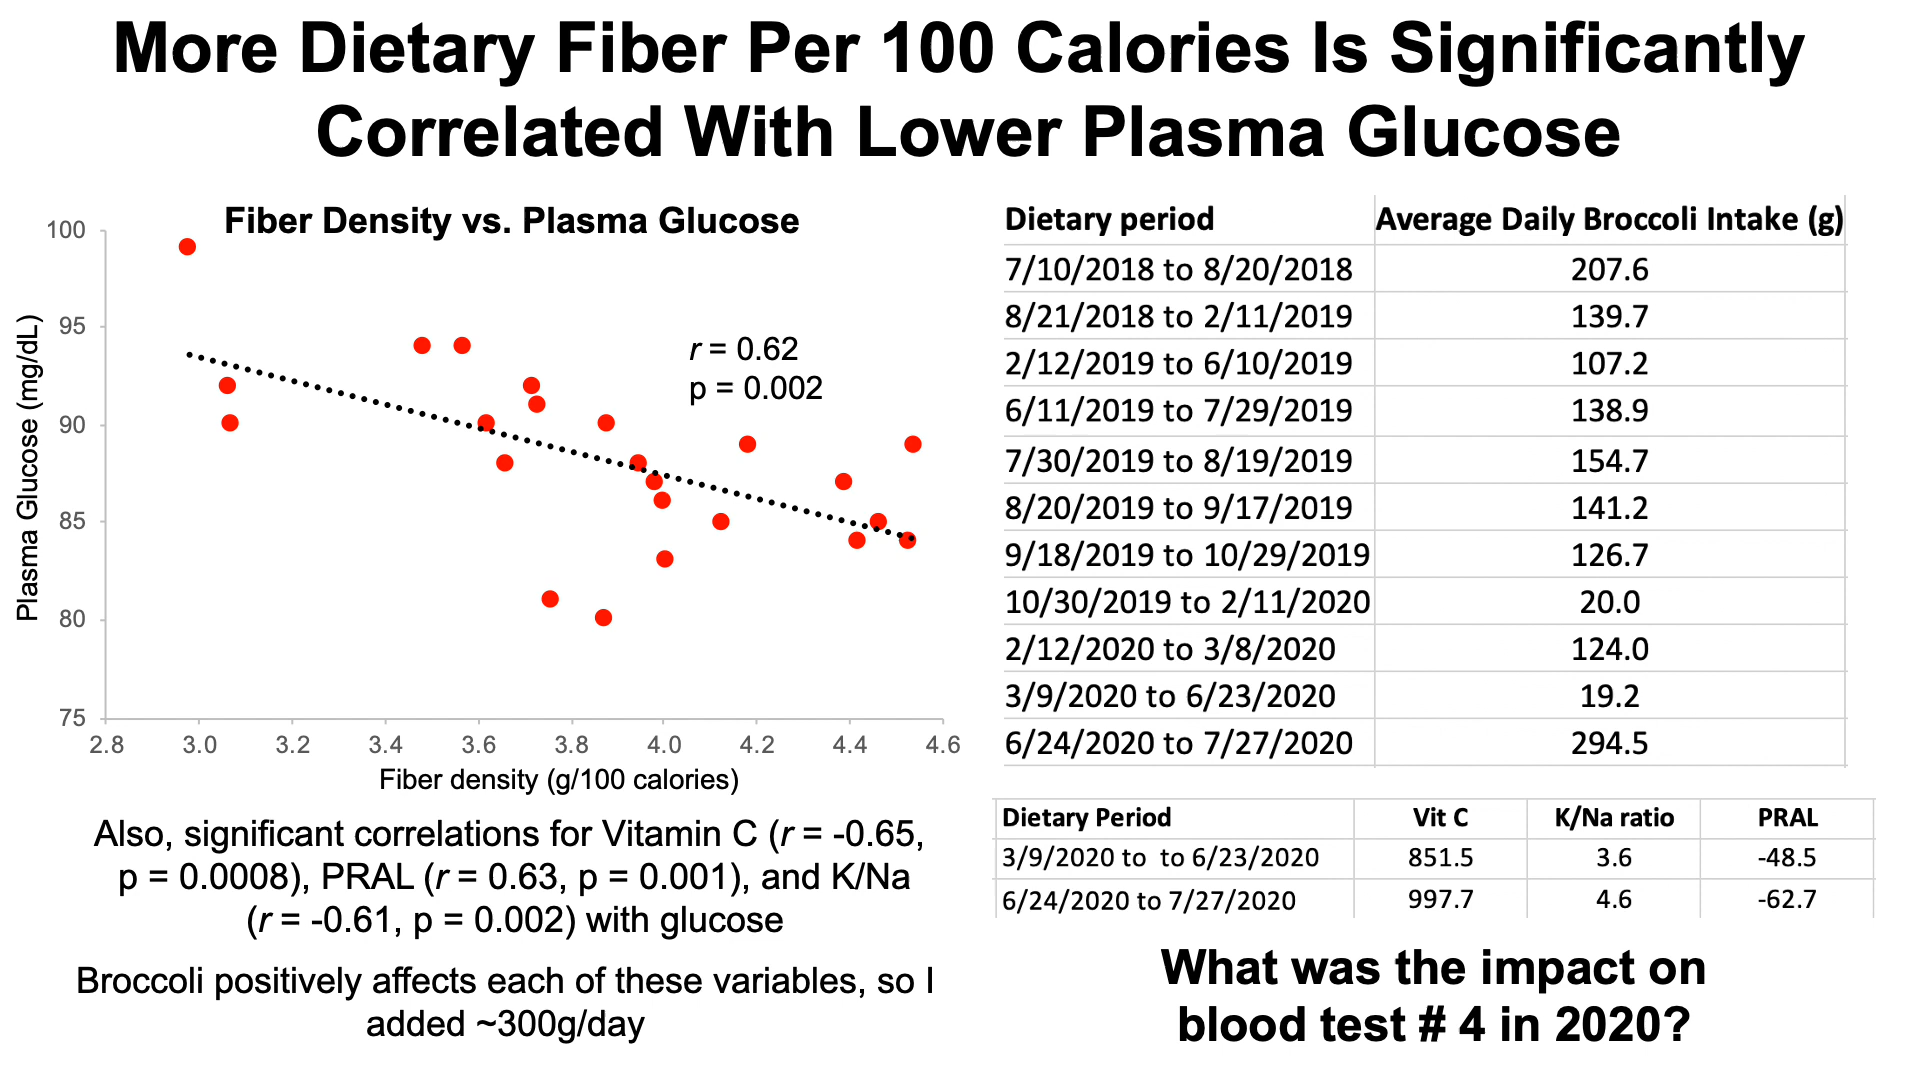 More Dietary Fiber Per 100 Calories Is Significantly
Correlated With Lower Plasma Glucose
Fiber Density vs. Plasma Glucose
Plasma Glucose (mg/dL)
100
95
90
85
80
75
r = 0.62
p = 0.002
2.8 3.0 3.2 3.4 3.6 3.8 4.0 4.2 4.4 4.6
Fiber density (g/100 calories)
Also, significant correlations for Vitamin C (r = -0.65,
p = 0.0008), PRAL (r = 0.63, p = 0.001), and K/Na
(r = -0.61, p = 0.002) with glucose
Broccoli positively affects each of these variables, so I
added ~300g/day
Dietary period Average Daily Broccoli Intake (g)
7/10/2018 to 8/20/2018 207.6
8/21/2018 to 2/11/2019 139.7
2/12/2019 to 6/10/2019 107.2
6/11/2019 to 7/29/2019 138.9
7/30/2019 to 8/19/2019 154.7
8/20/2019 to 9/17/2019 141.2
9/18/2019 to 10/29/2019 126.7
10/30/2019 to 2/11/2020 20.0
2/12/2020 to 3/8/2020 124.0
3/9/2020 to 6/23/2020 19.2
6/24/2020 to 7/27/2020 294.5
Dietary Period Vit C K/Na ratio PRAL
3/9/2020 to to 6/23/2020 851.5 3.6 -48.5
6/24/2020 to 7/27/2020 997.7 4.6 -62.7
What was the impact on
blood test # 4 in 2020?